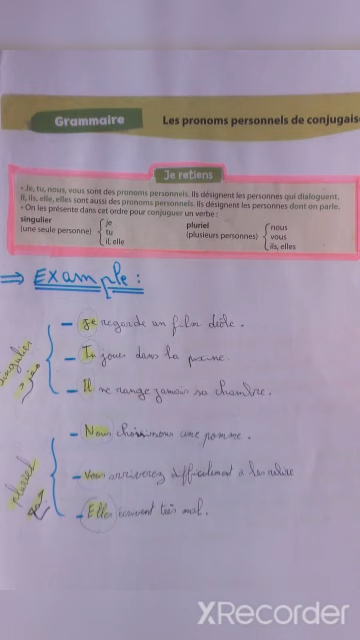 Grammaire
Les pronoms personnels de conjugais
Je retiens
• Je, tu, nous, vous sont des pronoms personnels. Ils désignent les personnes qui dialoguent.
Il, ils, elle, elles sont aussi des pronoms personnels. Ils désignent les personnes dont on parle.
• On les présente dans cet ordre pour conjuguer un verbe :
singulier
(une seule personne)
je
tu
il, elle
pluriel
(plusieurs personnes)
nous
vous
ils, elles
⇒ Example :
singulier
- Je regarde un film drôle.
- Tu joues dans la
- Il ne range jamais sa chambre.
- Nous choisissons une pomme.
- Vous arriverez difficilement à
- Elles écrivent très mal.
XRecorder